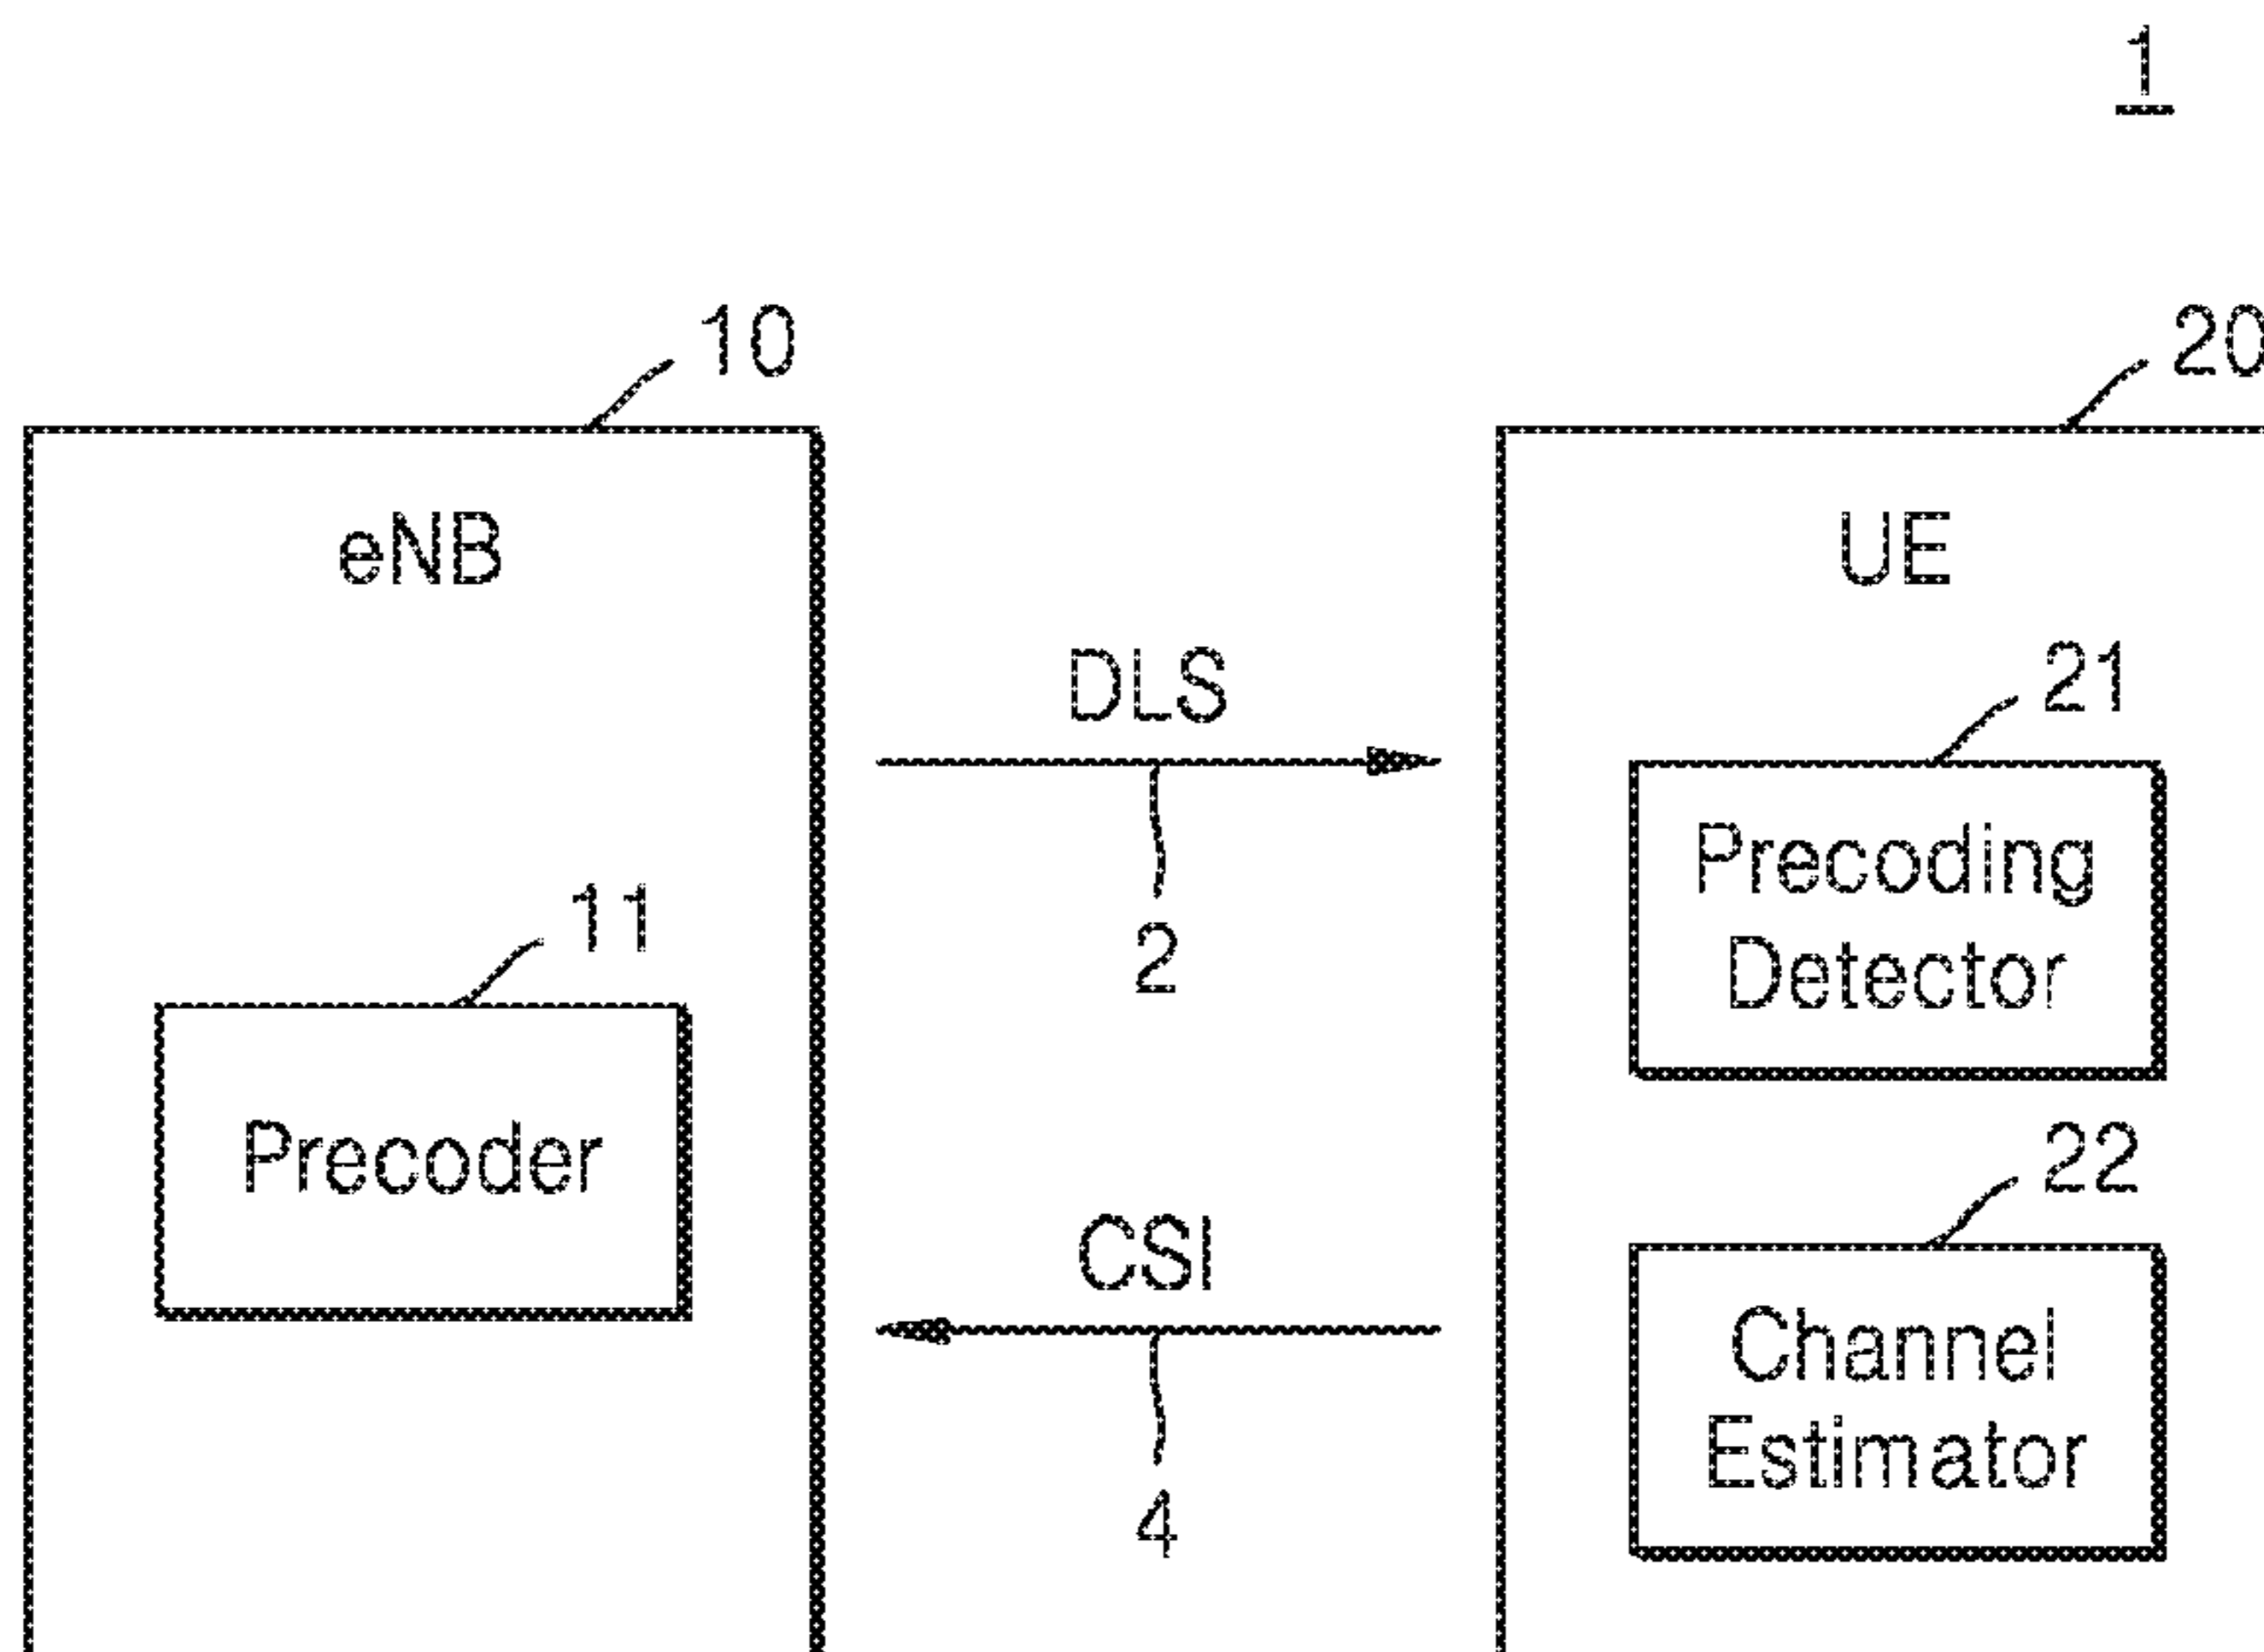 1
10
20
eNB
UE
DLS
21
2
Precoding
Detector
11
Precoder
CSI
22
4
Channel
Estimator